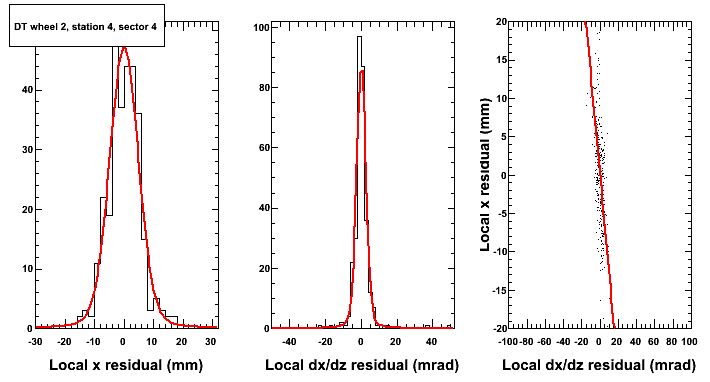 DT wheel 2, station 4, sector 4
40
30
20
10
0
-30 -20 -10 0 10 20 30
Local x residual (mm)
100
80
60
40
20
0
-40 -20 0 20 40
Local dx/dz residual (mrad)
Local x residual (mm)
20
15
10
5
0
-5
-10
-15
-20
-100 -80 -60 -40 -20 0 20 40 60 80 100
Local dx/dz residual (mrad)